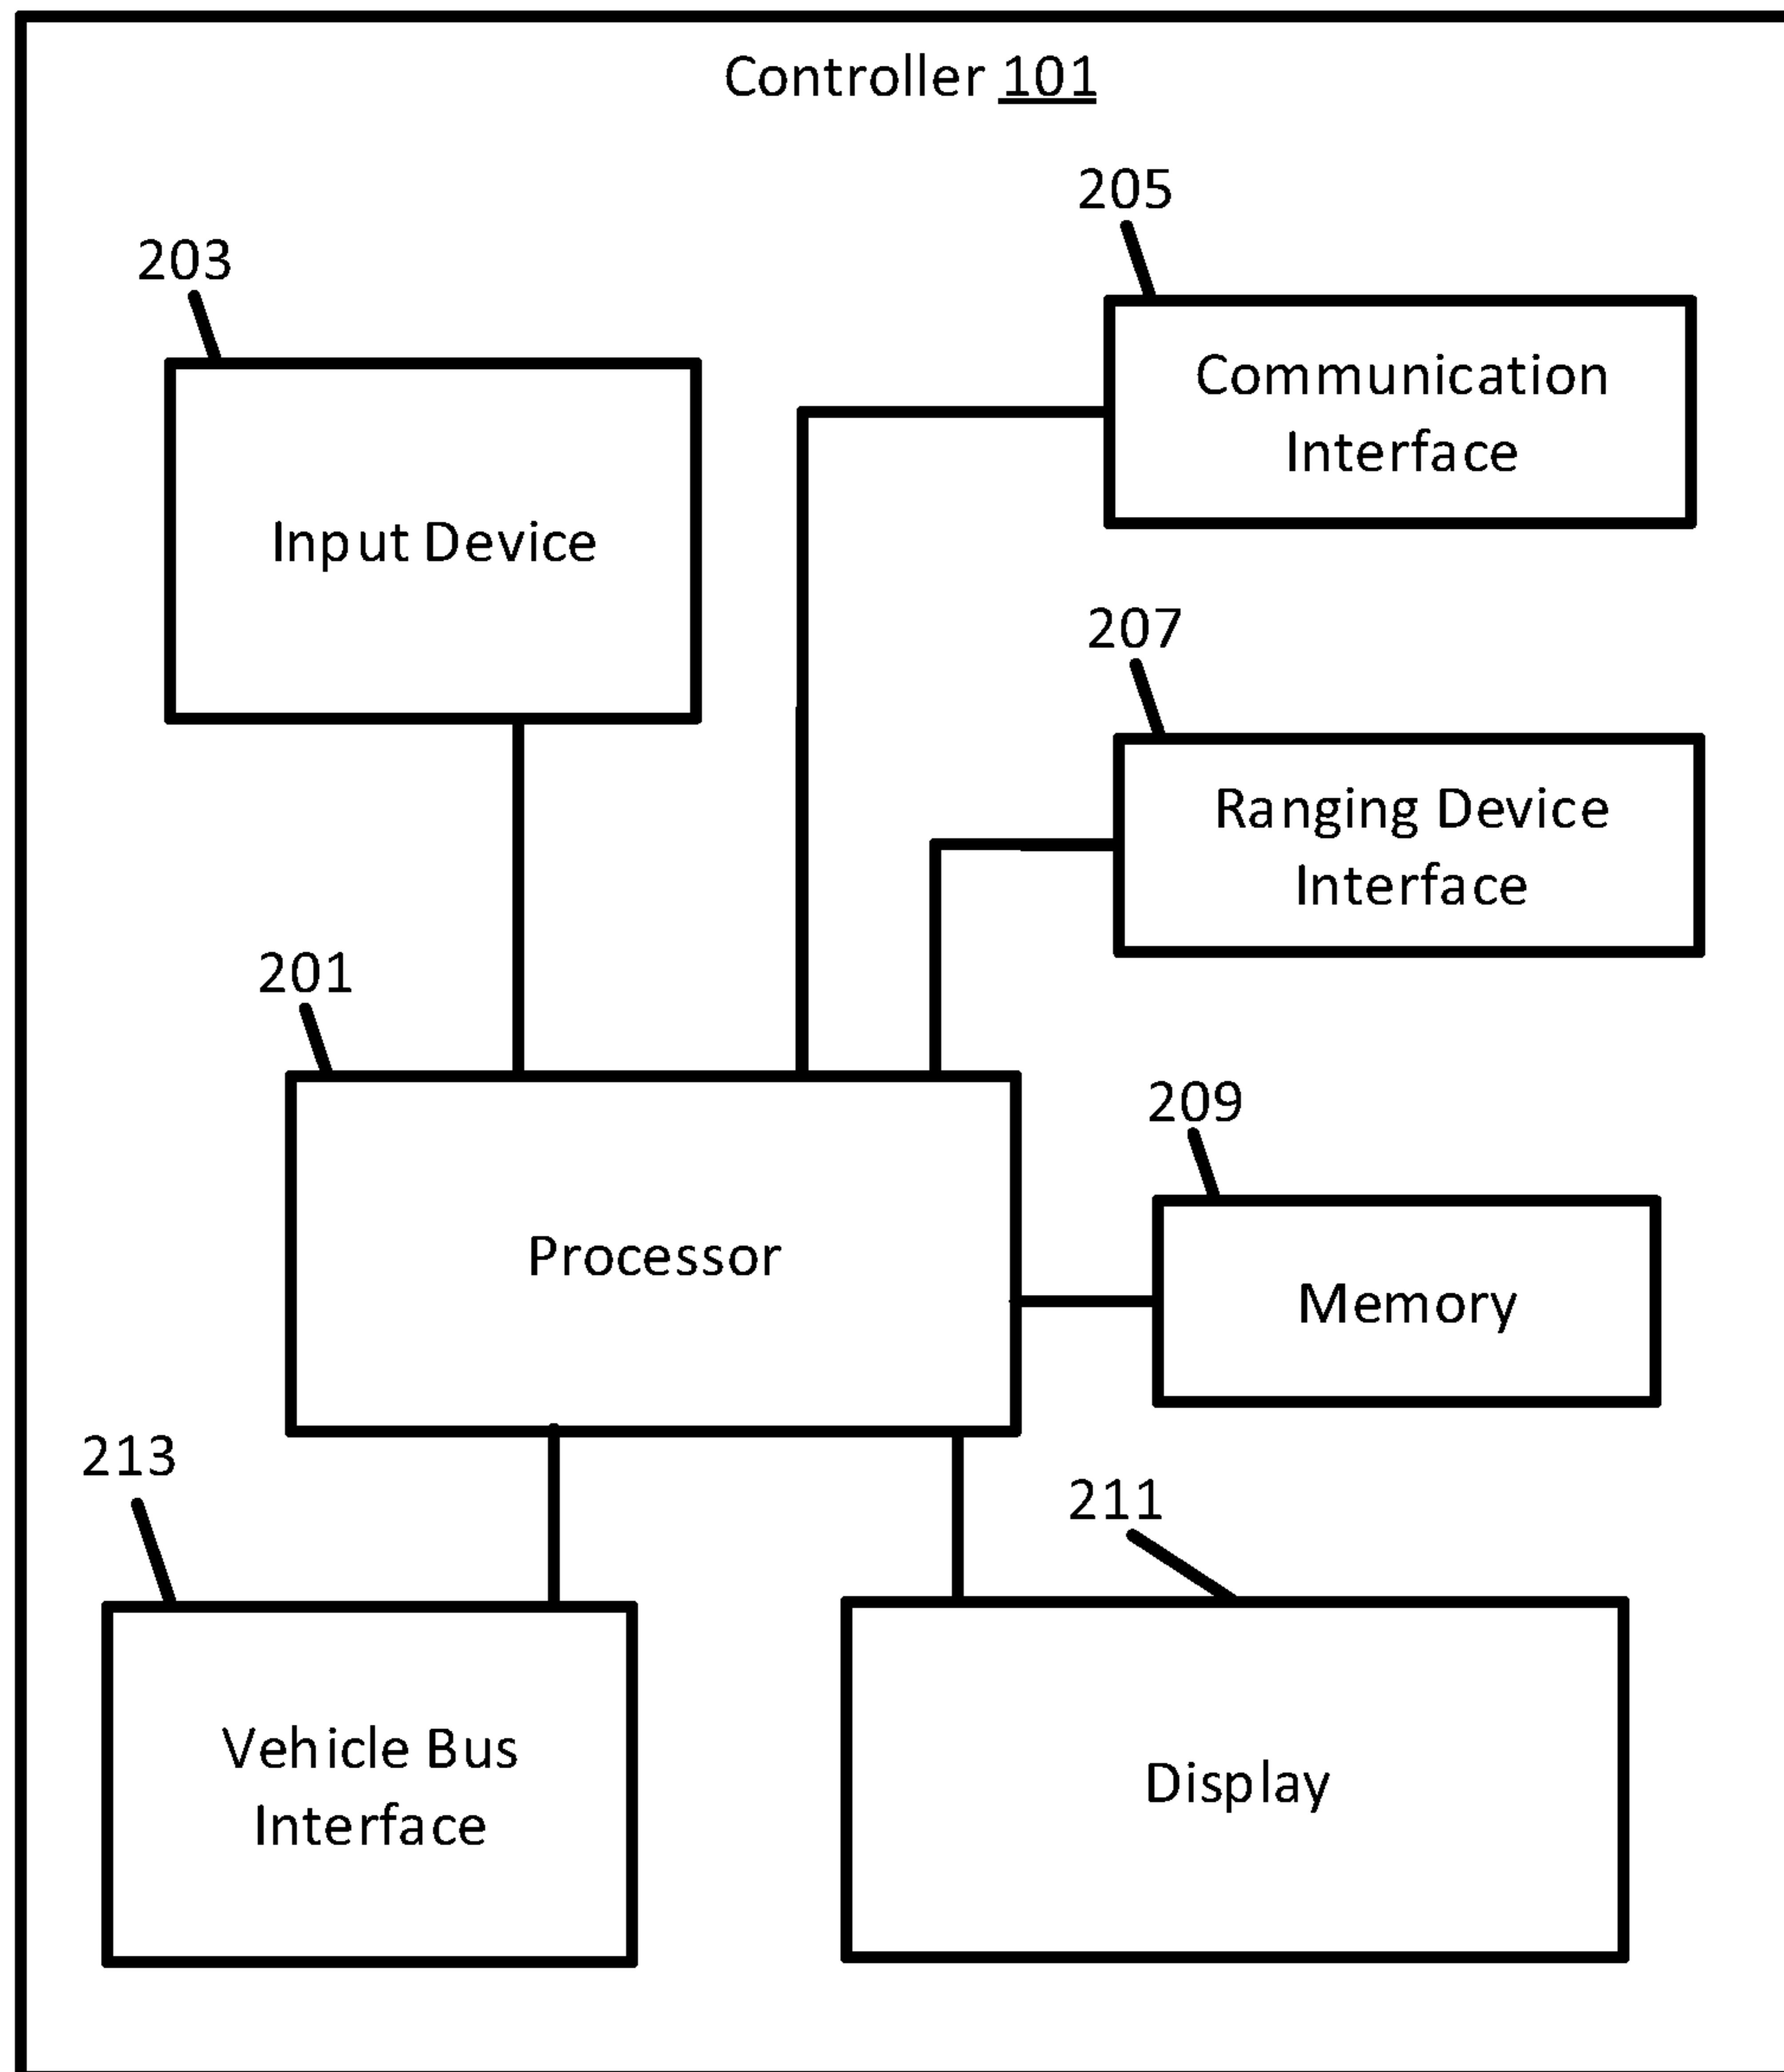 Controller 101
205
203
Communication
Interface
Input Device
207
Ranging Device
Interface
201
209
Processor
Memory
213
211
Vehicle Bus
Interface
Display